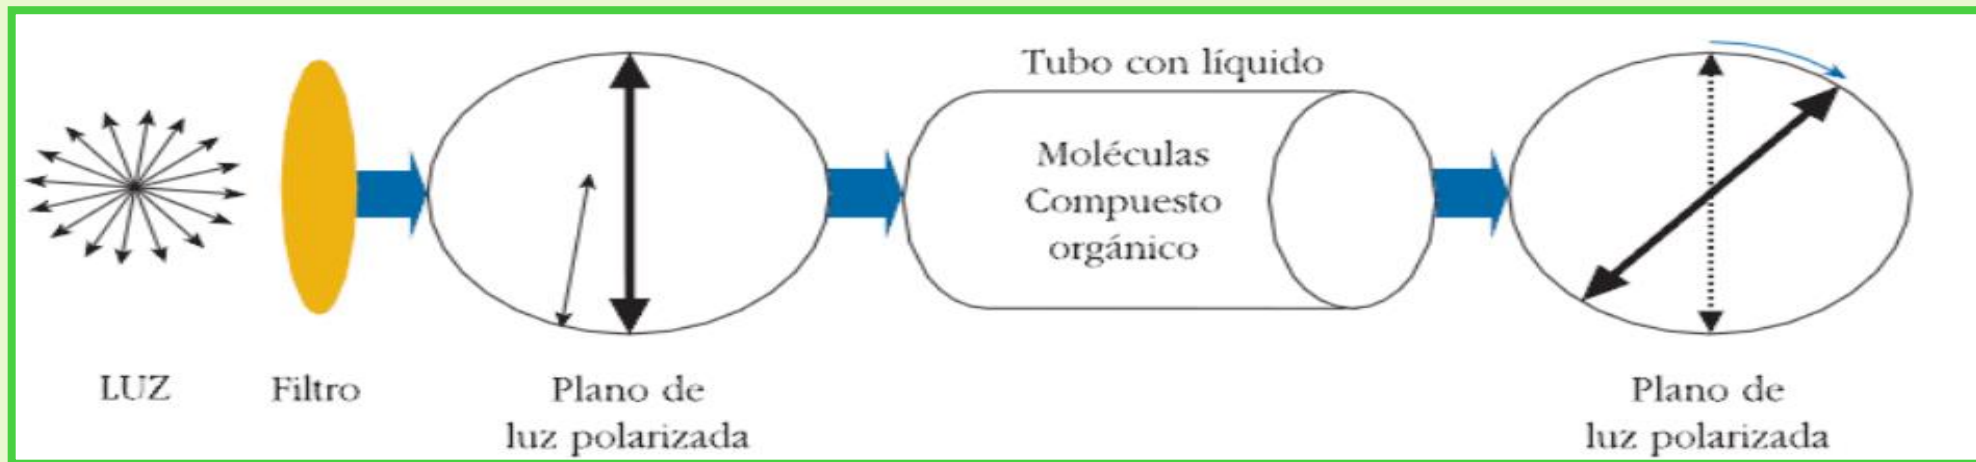 Tubo con líquido
Moléculas
Compuesto
orgánico
LUZ
Filtro
Plano de
luz polarizada
Plano de
luz polarizada